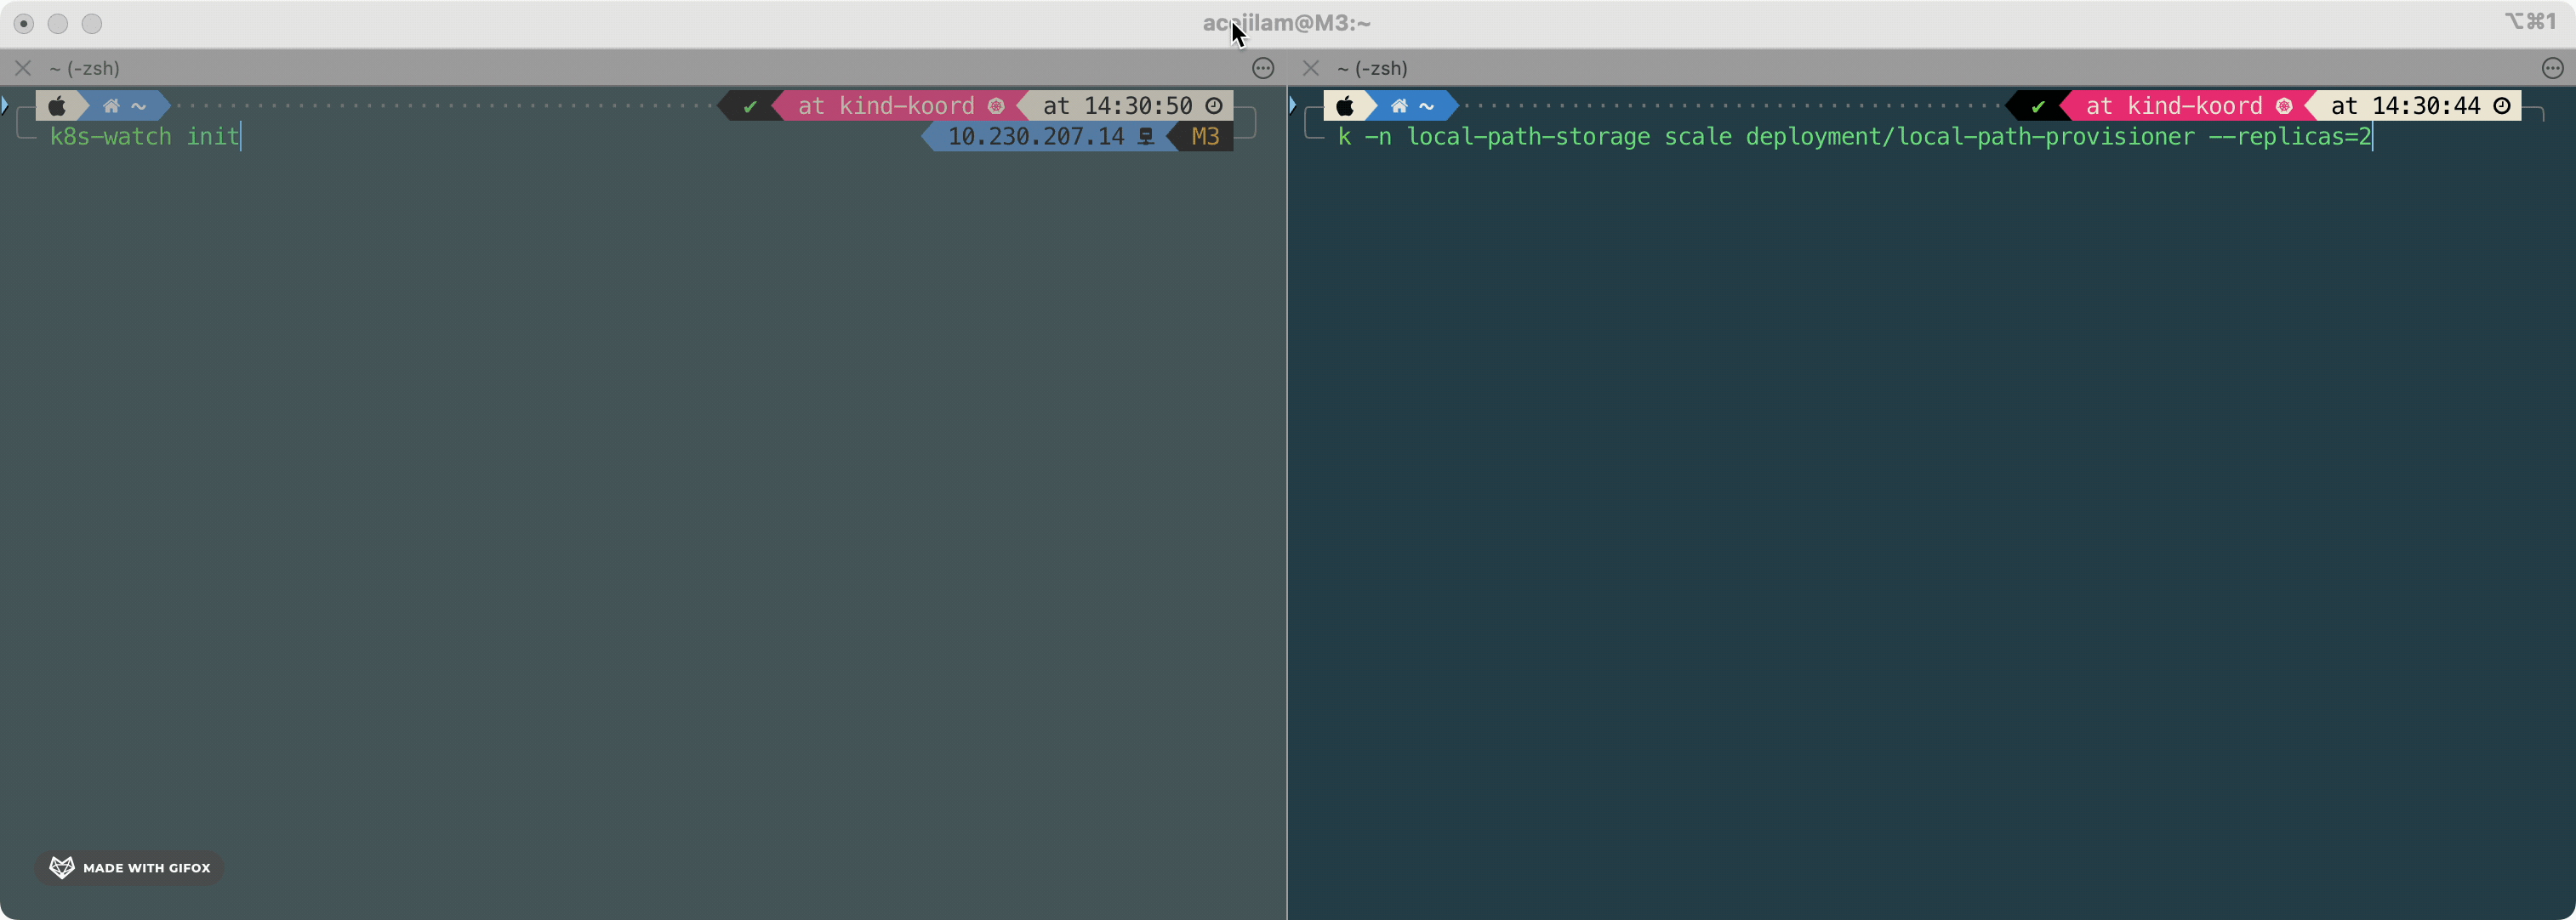 acejilam@M3:~
⌥⌘1
~ (-zsh)
~ ✔ at kind-koord at 14:30:50
k8s-watch init 10.230.207.14 M3
MADE WITH GIFOX
~ (-zsh)
~ ✔ at kind-koord at 14:30:44
k -n local-path-storage scale deployment/local-path-provisioner --replicas=2